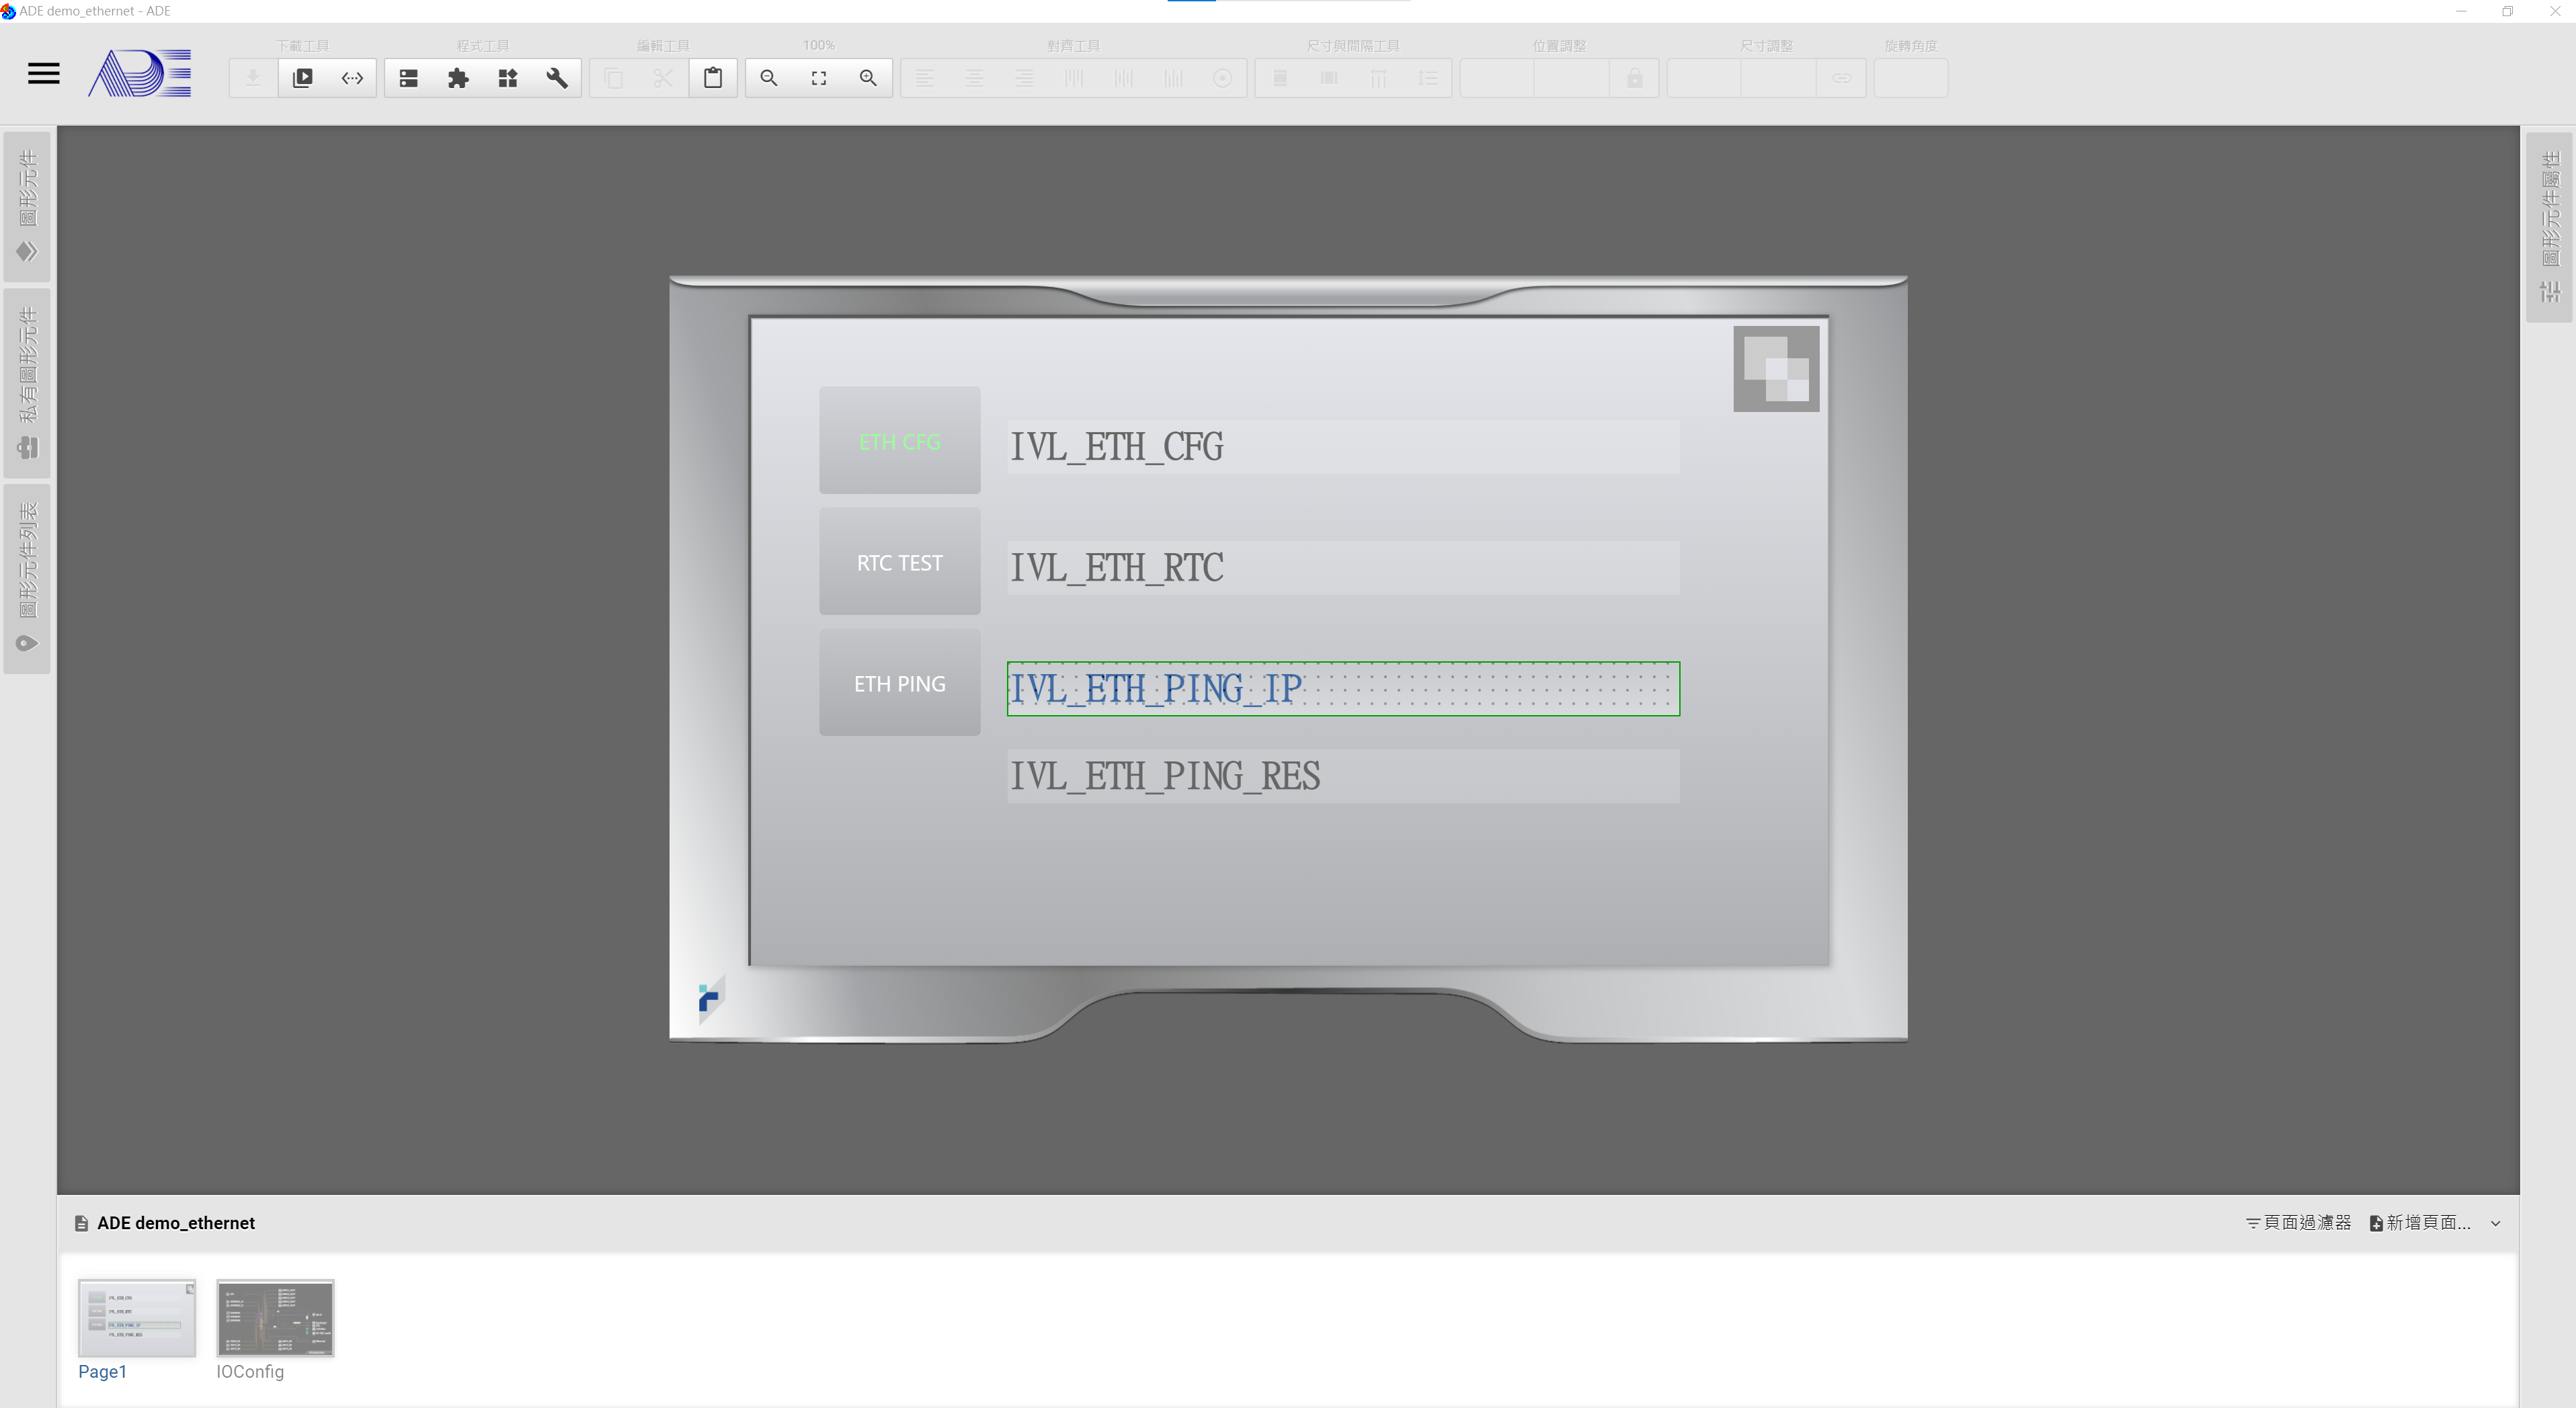 ADE demo_ethernet - ADE
下載工具
程式工具
編輯工具
100%
對齊工具
尺寸與間隔工具
位置調整
尺寸調整
旋轉角度
ADE
圖形元件
私有圖形元件
圖形元件列表
圖形元件屬性
ETH CFG
IVL_ETH_CFG
RTC TEST
IVL_ETH_RTC
ETH PING
IVL_ETH_PING_IP
IVL_ETH_PING_RES
ADE demo_ethernet
頁面過濾器
新增頁面...
Page1
IOConfig